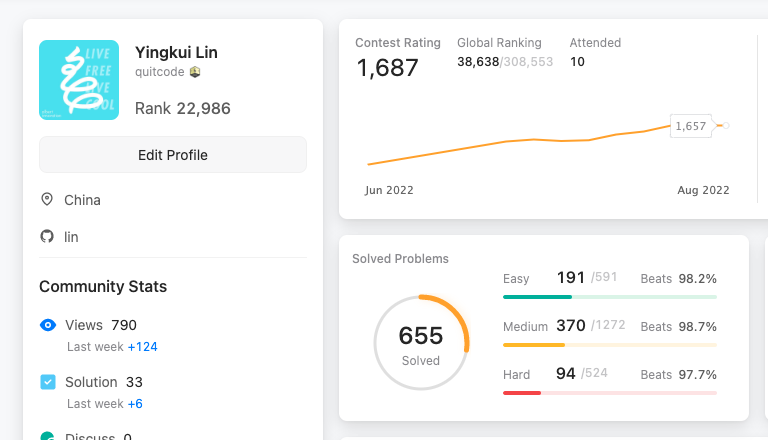 LIVE
FREE
LIVE
COOL
Yingkui Lin
quitcode
Rank 22,986
Edit Profile
China
lin
Community Stats
Views 790
Last week +124
Solution 33
Last week +6
Discuss 0
Contest Rating
1,687
Global Ranking
38,638/308,553
Attended
10
1,657
Jun 2022
Aug 2022
Solved Problems
655
Solved
Easy 191 /591 Beats 98.2%
Medium 370 /1272 Beats 98.7%
Hard 94 /524 Beats 97.7%